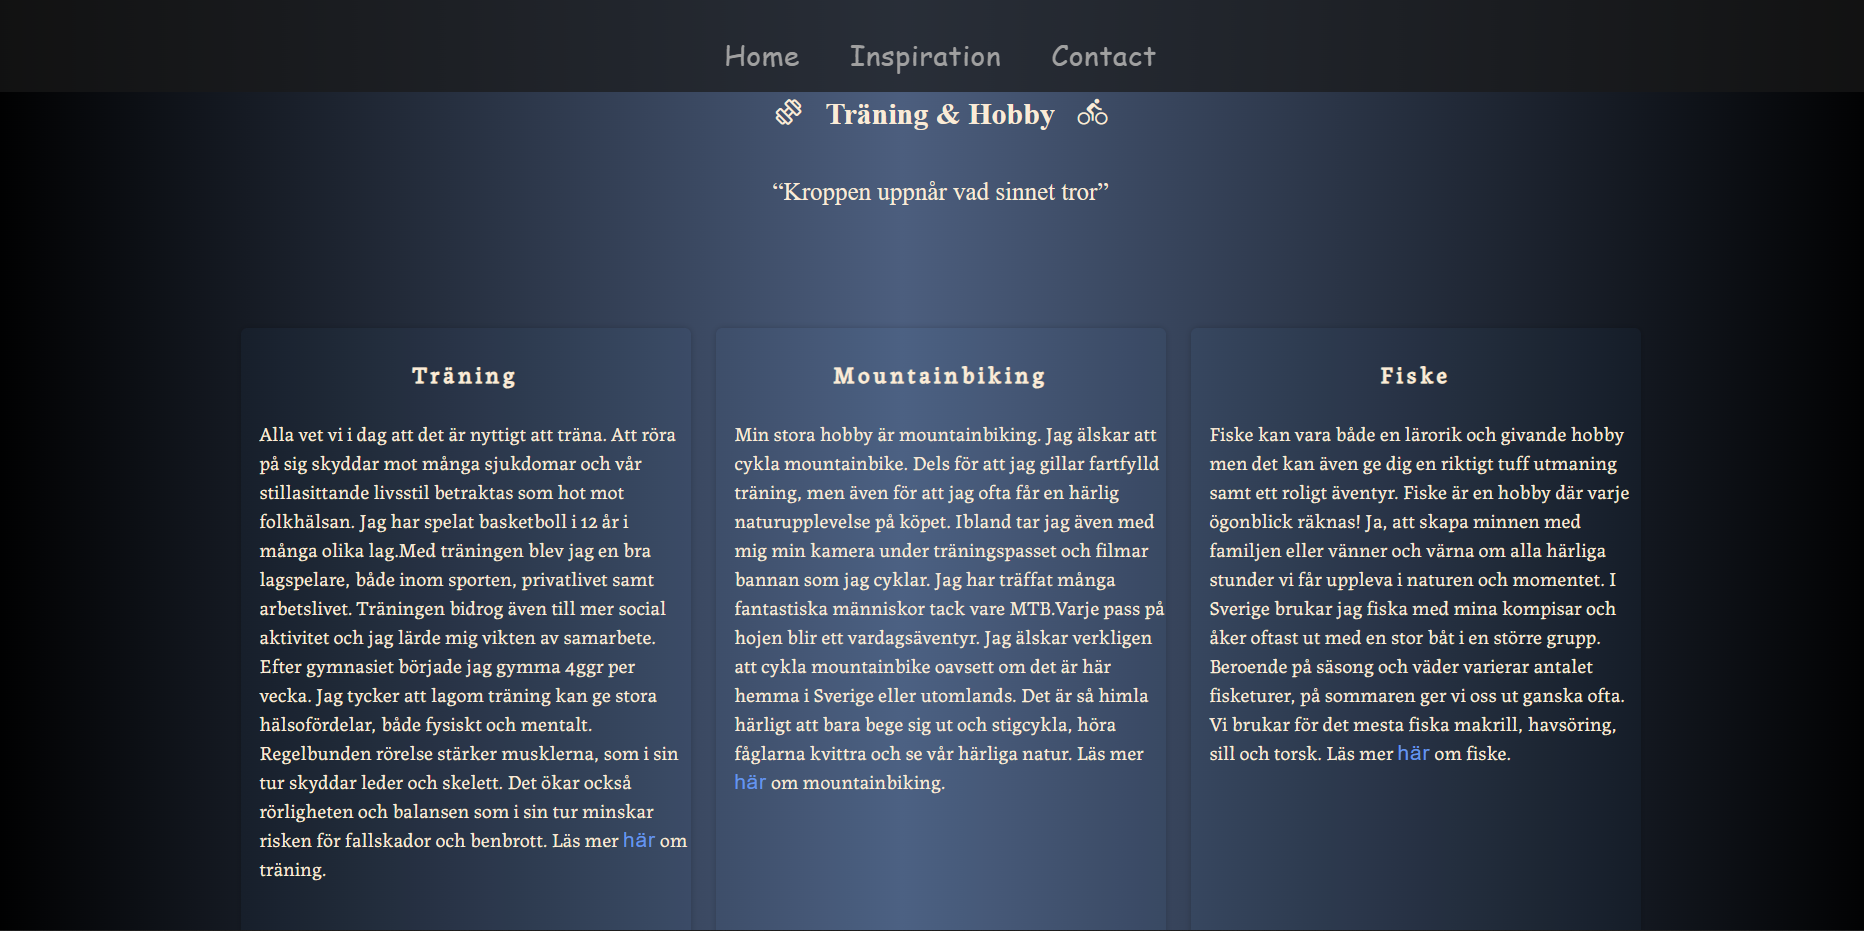 Home Inspiration Contact
Träning & Hobby
“Kroppen uppnår vad sinnet tror”
Träning
Alla vet vi i dag att det är nyttigt att träna. Att röra
på sig skyddar mot många sjukdomar och vår
stillasittande livsstil betraktas som hot mot
folkhälsan. Jag har spelat basketboll i 12 år i
många olika lag.Med träningen blev jag en bra
lagspelare, både inom sporten, privatlivet samt
arbetslivet. Träningen bidrog även till mer social
aktivitet och jag lärde mig vikten av samarbete.
Efter gymnasiet började jag gymma 4ggr per
vecka. Jag tycker att lagom träning kan ge stora
hälsofördelar, både fysiskt och mentalt.
Regelbunden rörelse stärker musklerna, som i sin
tur skyddar leder och skelett. Det ökar också
rörligheten och balansen som i sin tur minskar
risken för fallskador och benbrott. Läs mer här om
träning.
Mountainbiking
Min stora hobby är mountainbiking. Jag älskar att
cykla mountainbike. Dels för att jag gillar fartfylld
träning, men även för att jag ofta får en härlig
naturupplevelse på köpet. Ibland tar jag även med
mig min kamera under träningspasset och filmar
bannan som jag cyklar. Jag har träffat många
fantastiska människor tack vare MTB.Varje pass på
hojen blir ett vardagsäventyr. Jag älskar verkligen
att cykla mountainbike oavsett om det är här
hemma i Sverige eller utomlands. Det är så himla
härligt att bara bege sig ut och stigcykla, höra
fåglarna kvittra och se vår härliga natur. Läs mer
här om mountainbiking.
Fiske
Fiske kan vara både en lärorik och givande hobby
men det kan även ge dig en riktigt tuff utmaning
samt ett roligt äventyr. Fiske är en hobby där varje
ögonblick räknas! Ja, att skapa minnen med
familjen eller vänner och värna om alla härliga
stunder vi får uppleva i naturen och momentet. I
Sverige brukar jag fiska med mina kompisar och
åker oftast ut med en stor båt i en större grupp.
Beroende på säsong och väder varierar antalet
fisketurer, på sommaren ger vi oss ut ganska ofta.
Vi brukar för det mesta fiska makrill, havsöring,
sill och torsk. Läs mer här om fiske.